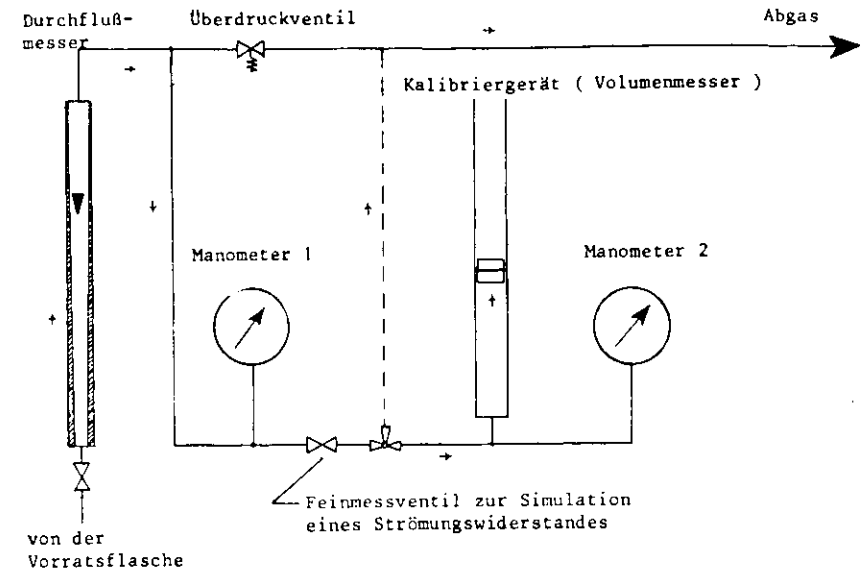 Durchfluß-
messer
Überdruckventil
Abgas
Kalibriergerät ( Volumenmesser )
Manometer 1
Manometer 2
Feinmessventil zur Simulation
eines Strömungswiderstandes
von der
Vorratsflasche